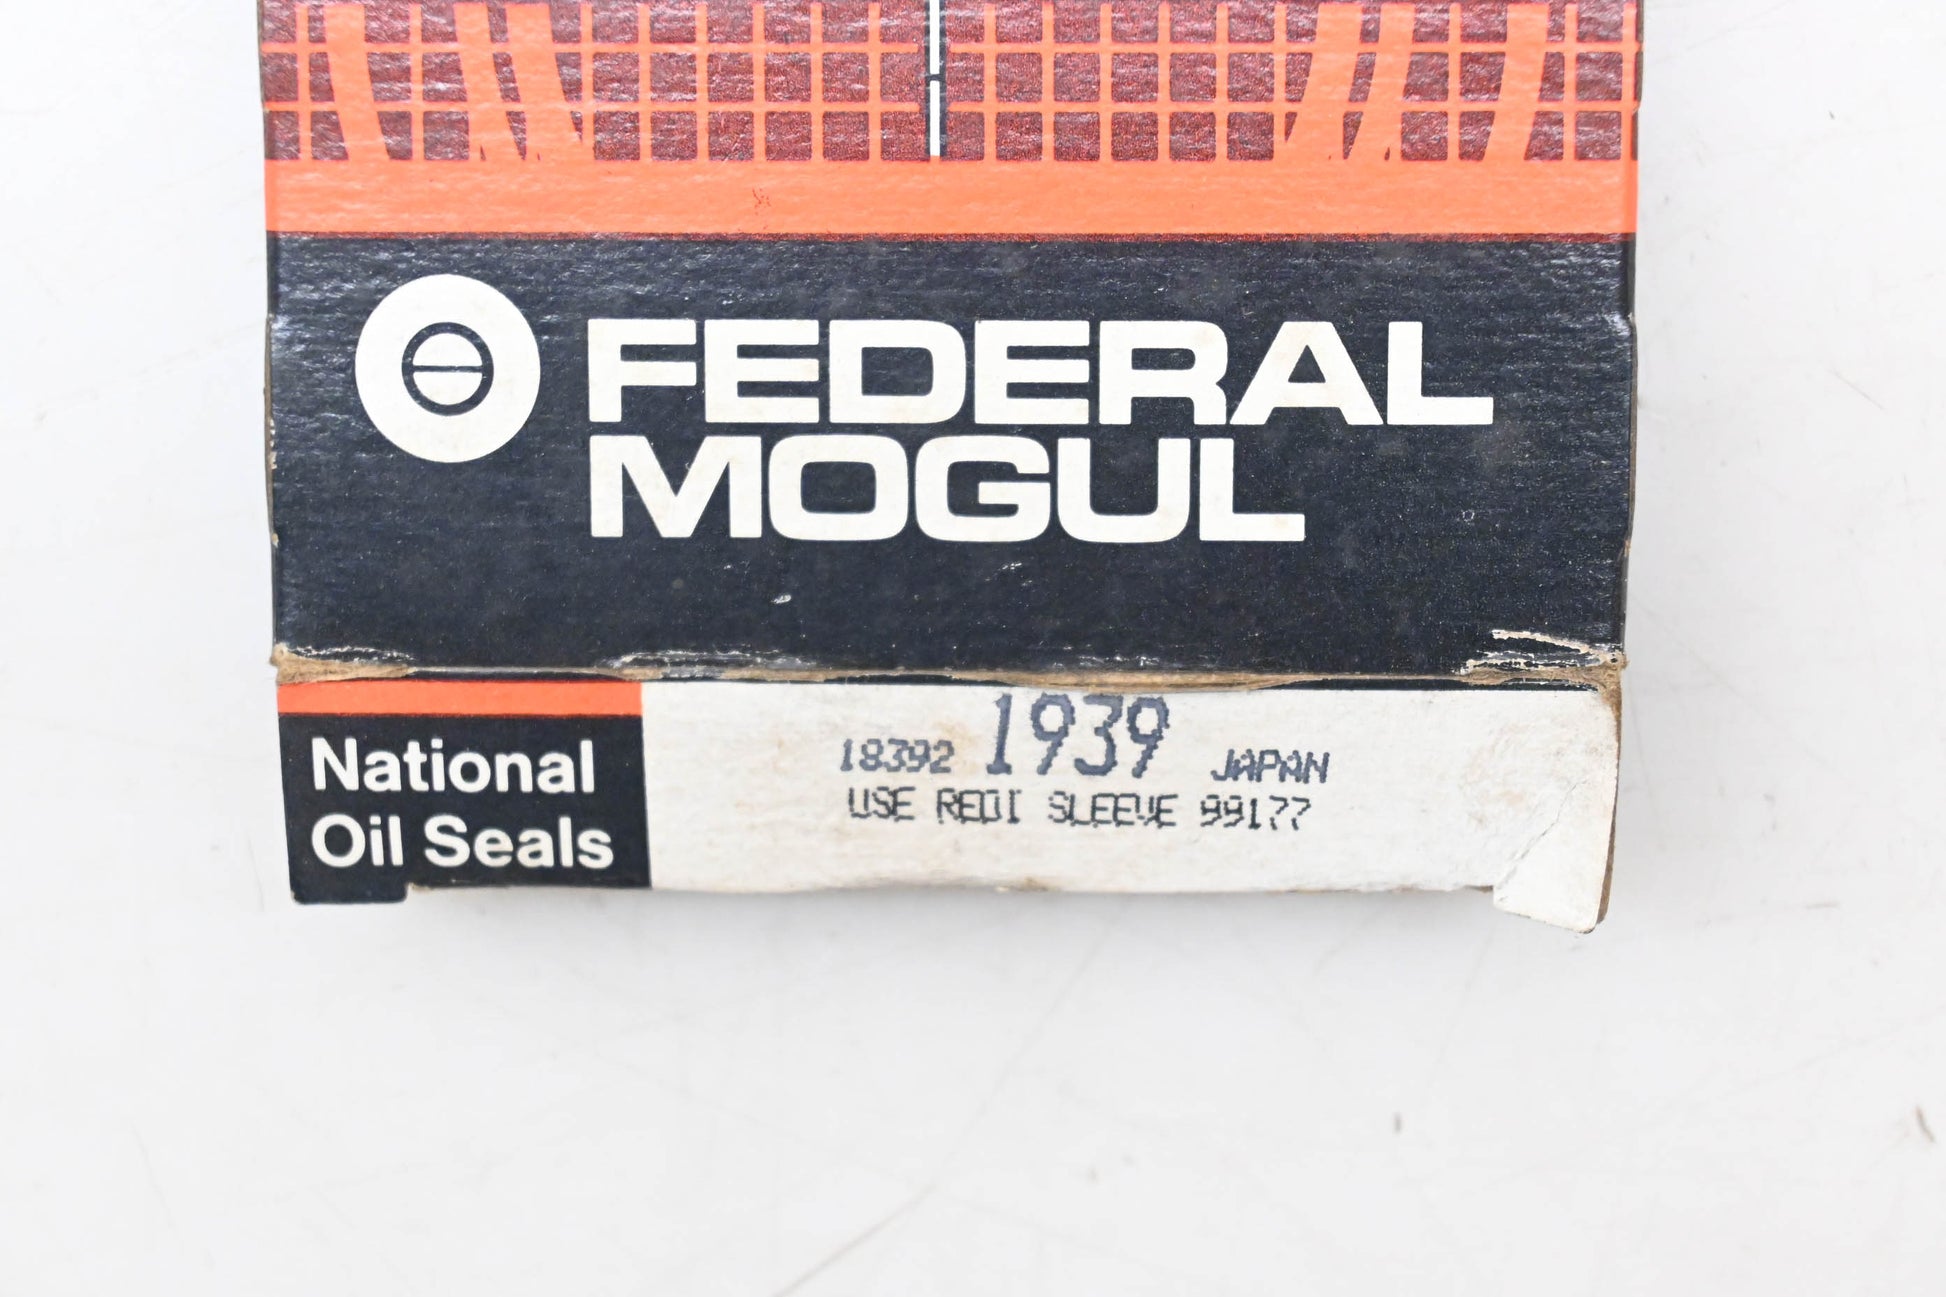 FEDERAL
MOGUL
National
Oil Seals
18392 1939 JAPAN
USE REDI SLEEVE 99177